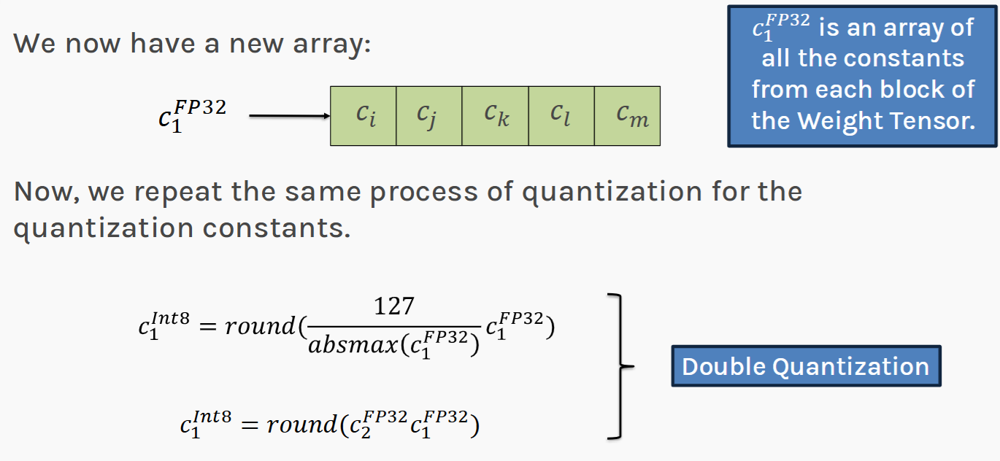 We now have a new array:
c_1^{FP32}
c_i c_j c_k c_l c_m
c_1^{FP32} is an array of
all the constants
from each block of
the Weight Tensor.
Now, we repeat the same process of quantization for the
quantization constants.
c_1^{Int8} = round(\frac{127}{absmax(c_1^{FP32})} c_1^{FP32})
c_1^{Int8} = round(c_2^{FP32} c_1^{FP32})
Double Quantization